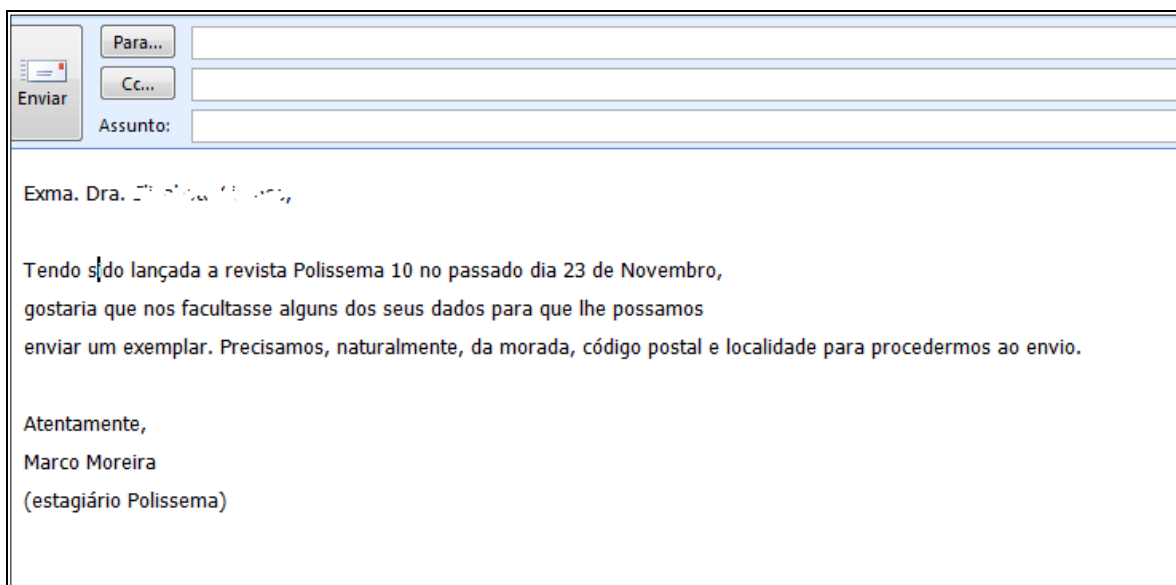 Para...
Cc...
Enviar
Assunto:
Exma. Dra.
Tendo sido lançada a revista Polissema 10 no passado dia 23 de Novembro,
gostaria que nos facultasse alguns dos seus dados para que lhe possamos
enviar um exemplar. Precisamos, naturalmente, da morada, código postal e localidade para procedermos ao envio.
Atentamente,
Marco Moreira
(estagiário Polissema)